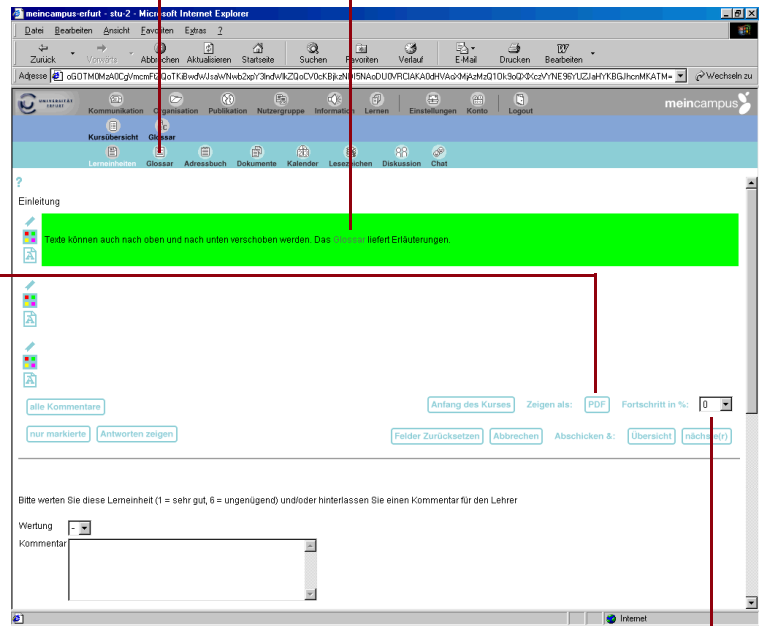 meincampus-erfurt - stu-2 - Microsoft Internet Explorer
Datei Bearbeiten Ansicht Favoriten Extras ?
Zurück Vorwärts Abbrechen Aktualisieren Startseite Suchen Favoriten Verlauf E-Mail Drucken Bearbeiten
Adresse Wechseln zu
UNIVERSITÄT ERFURT Kommunikation Organisation Publikation Nutzergruppe Information Lernen Einstellungen Konto Logout meincampus
Kursübersicht Glossar
Lerneinheiten Glossar Adressbuch Dokumente Kalender Lesezeichen Diskussion Chat
?
Einleitung
Texte können auch nach oben und nach unten verschoben werden. Das Glossar liefert Erläuterungen.
alle Kommentare Anfang des Kurses Zeigen als: PDF Fortschritt in %: 0
nur markierte Antworten zeigen Felder Zurücksetzen Abbrechen Abschicken &: Übersicht nächste(r)
Bitte werten Sie diese Lerneinheit (1 = sehr gut, 6 = ungenügend) und/oder hinterlassen Sie einen Kommentar für den Lehrer
Wertung -
Kommentar
Internet